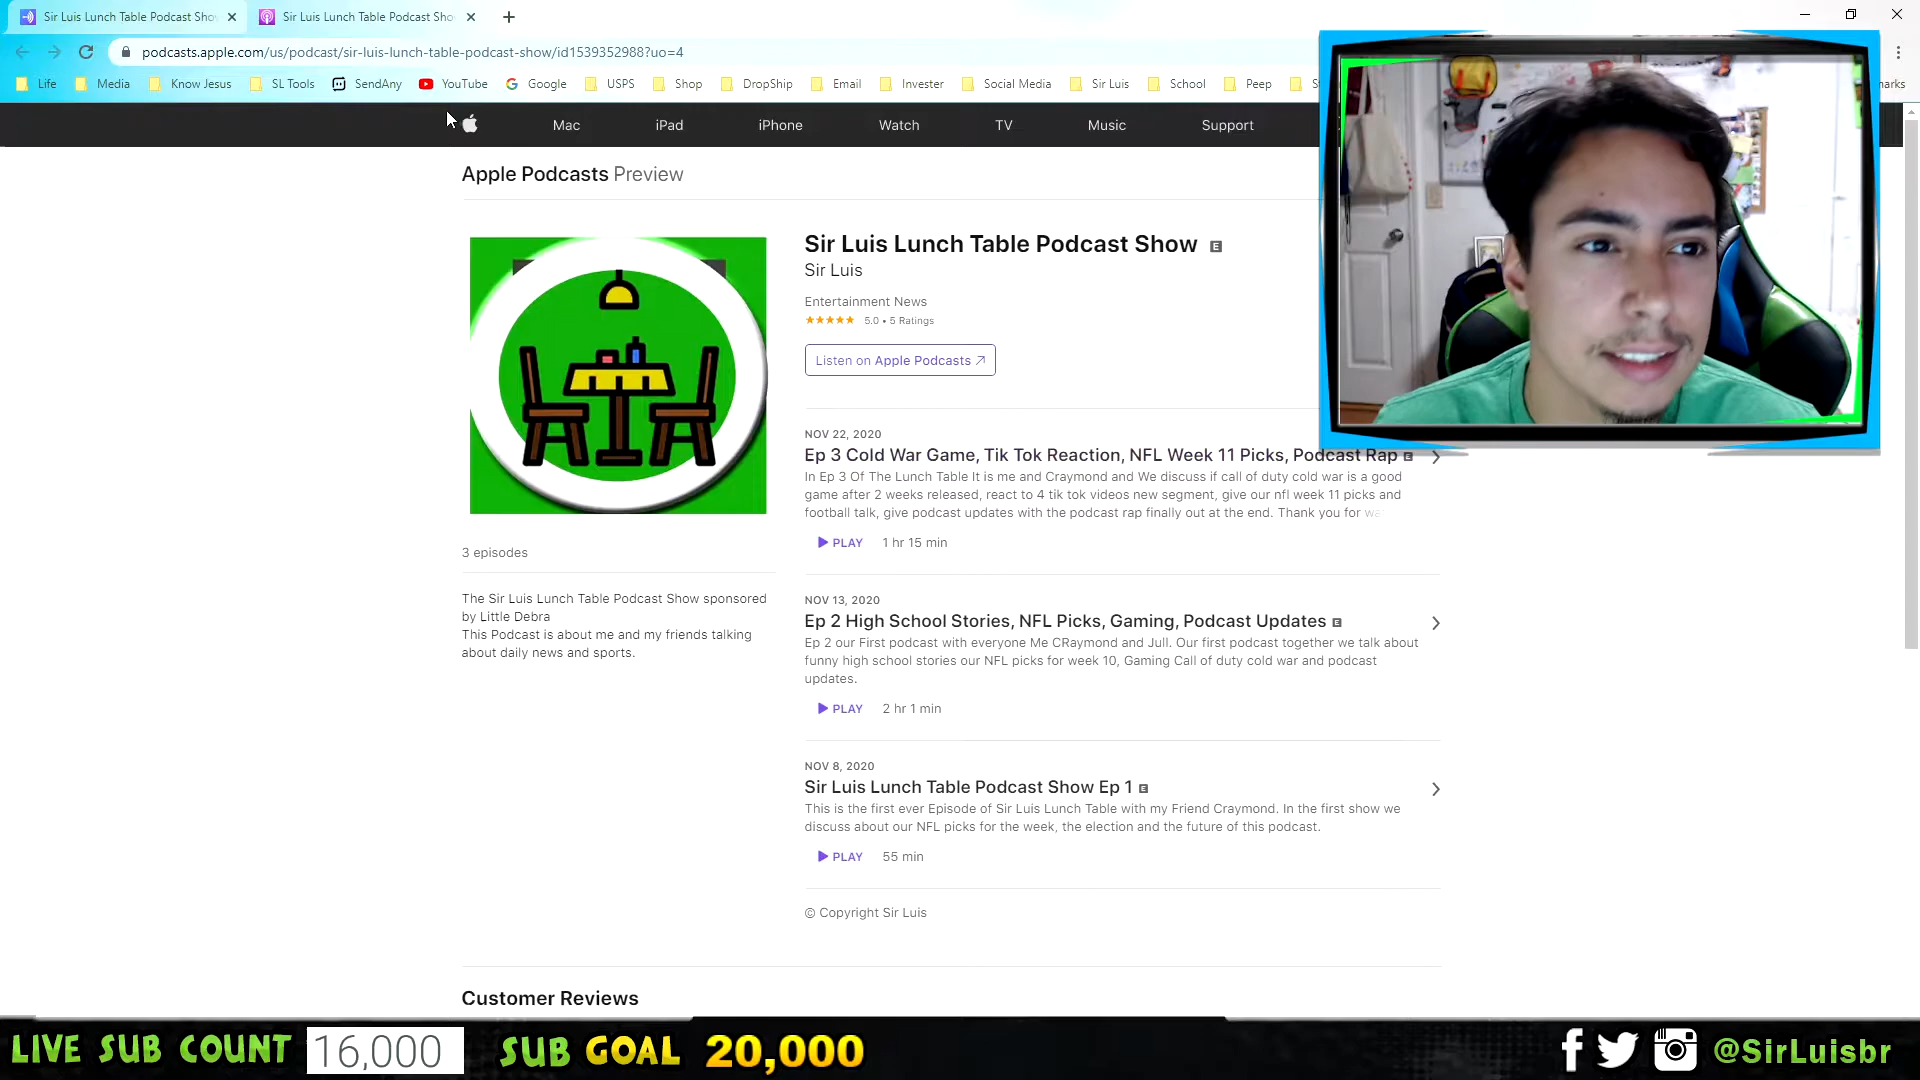 Sir Luis Lunch Table Podcast Sho
Sir Luis Lunch Table Podcast Sho
podcasts.apple.com/us/podcast/sir-luis-lunch-table-podcast-show/id1539352988?uo=4
Life Media Know Jesus SL Tools SendAny YouTube Google USPS Shop DropShip Email Invester Social Media Sir Luis School Peep
Mac iPad iPhone Watch TV Music Support
Apple Podcasts Preview
Sir Luis Lunch Table Podcast Show E
Sir Luis
Entertainment News
★★★★★ 5.0 • 5 Ratings
Listen on Apple Podcasts ↗
3 episodes
The Sir Luis Lunch Table Podcast Show sponsored
by Little Debra
This Podcast is about me and my friends talking
about daily news and sports.
NOV 22, 2020
Ep 3 Cold War Game, Tik Tok Reaction, NFL Week 11 Picks, Podcast Rap E
In Ep 3 Of The Lunch Table It is me and Craymond and We discuss if call of duty cold war is a good
game after 2 weeks released, react to 4 tik tok videos new segment, give our nfl week 11 picks and
football talk, give podcast updates with the podcast rap finally out at the end. Thank you for
PLAY 1 hr 15 min
NOV 13, 2020
Ep 2 High School Stories, NFL Picks, Gaming, Podcast Updates E
Ep 2 our First podcast with everyone Me CRaymond and Jull. Our first podcast together we talk about
funny high school stories our NFL picks for week 10, Gaming Call of duty cold war and podcast
updates.
PLAY 2 hr 1 min
NOV 8, 2020
Sir Luis Lunch Table Podcast Show Ep 1 E
This is the first ever Episode of Sir Luis Lunch Table with my Friend Craymond. In the first show we
discuss about our NFL picks for the week, the election and the future of this podcast.
PLAY 55 min
© Copyright Sir Luis
Customer Reviews
LIVE SUB COUNT 16,000 SUB GOAL 20,000 @SirLuisbr